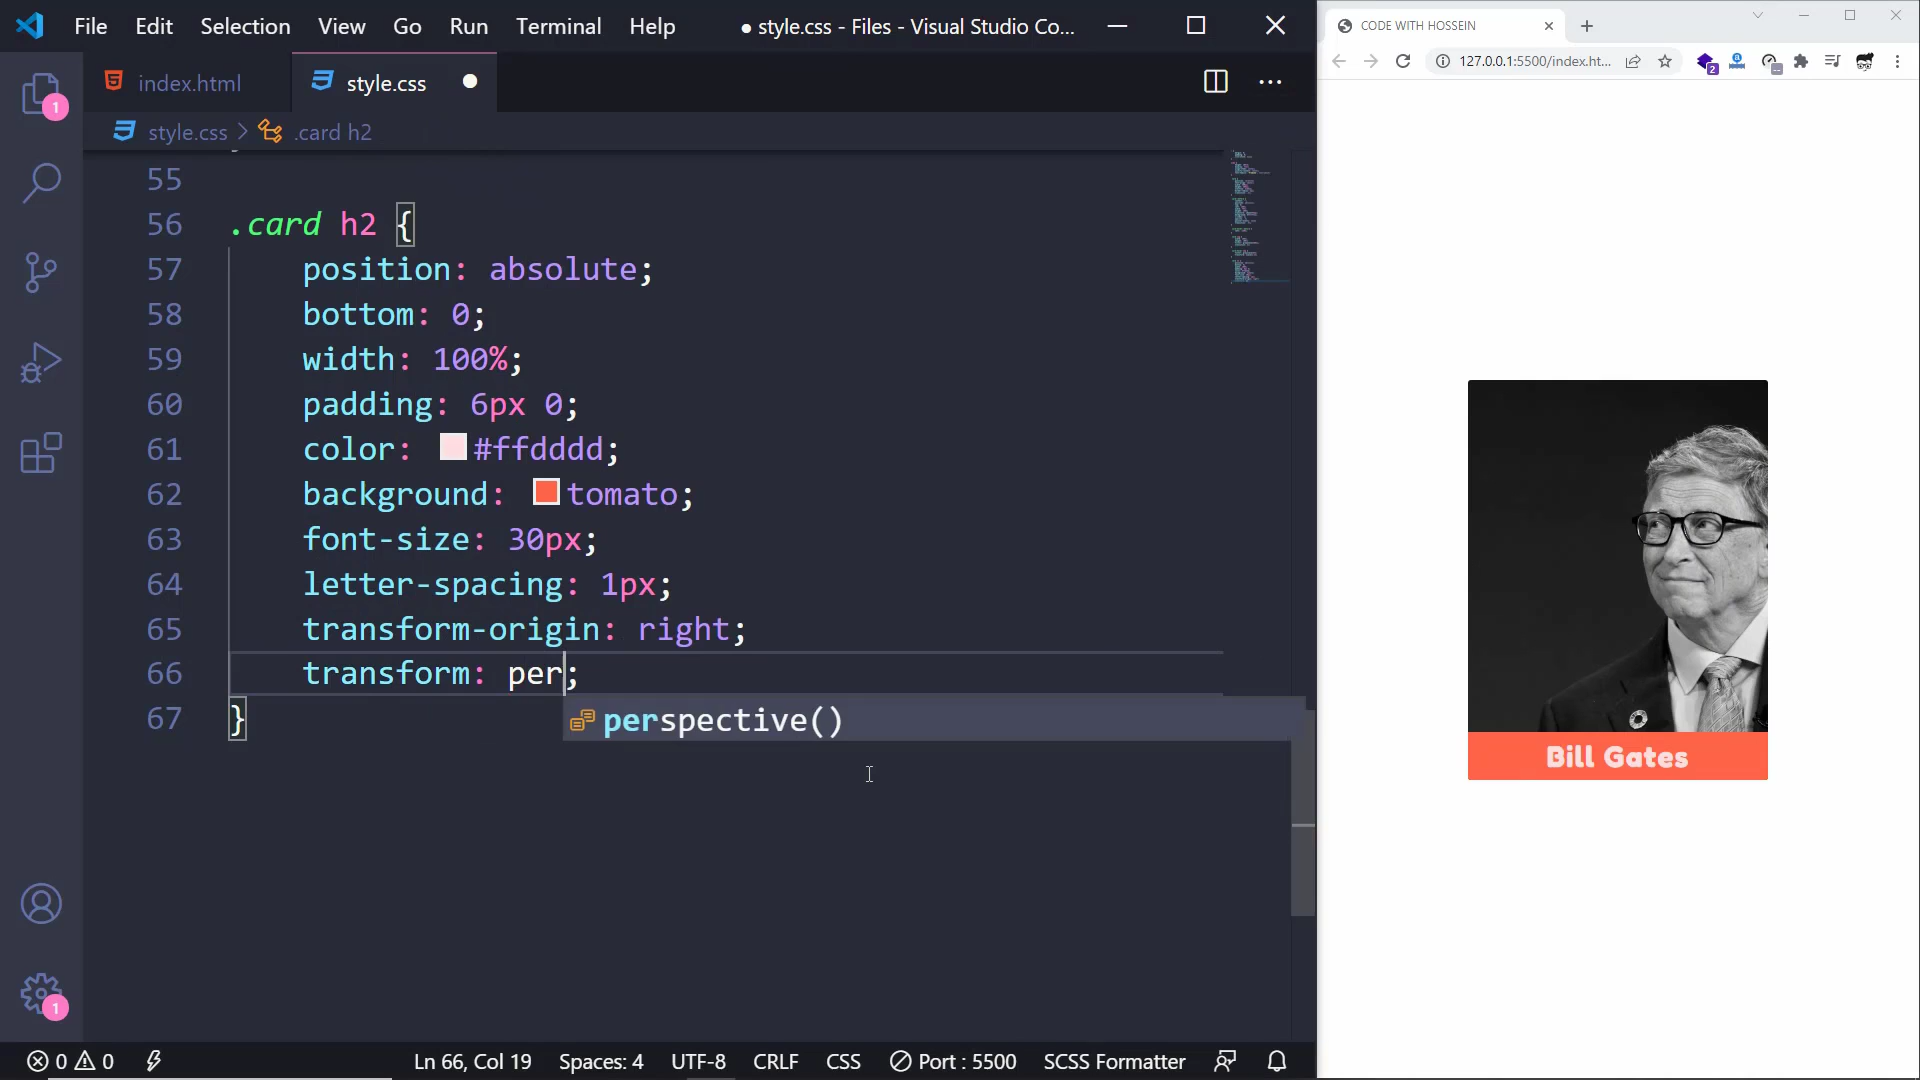 File Edit Selection View Go Run Terminal Help ● style.css - Files - Visual Studio Co...
index.html style.css
style.css > .card h2
55
56 .card h2 {
57 position: absolute;
58 bottom: 0;
59 width: 100%;
60 padding: 6px 0;
61 color: #ffdddd;
62 background: tomato;
63 font-size: 30px;
64 letter-spacing: 1px;
65 transform-origin: right;
66 transform: per;
67 }
perspective()
1
1
0 0 Ln 66, Col 19 Spaces: 4 UTF-8 CRLF CSS Port : 5500 SCSS Formatter
CODE WITH HOSSEIN
127.0.0.1:5500/index.ht...
2
Bill Gates